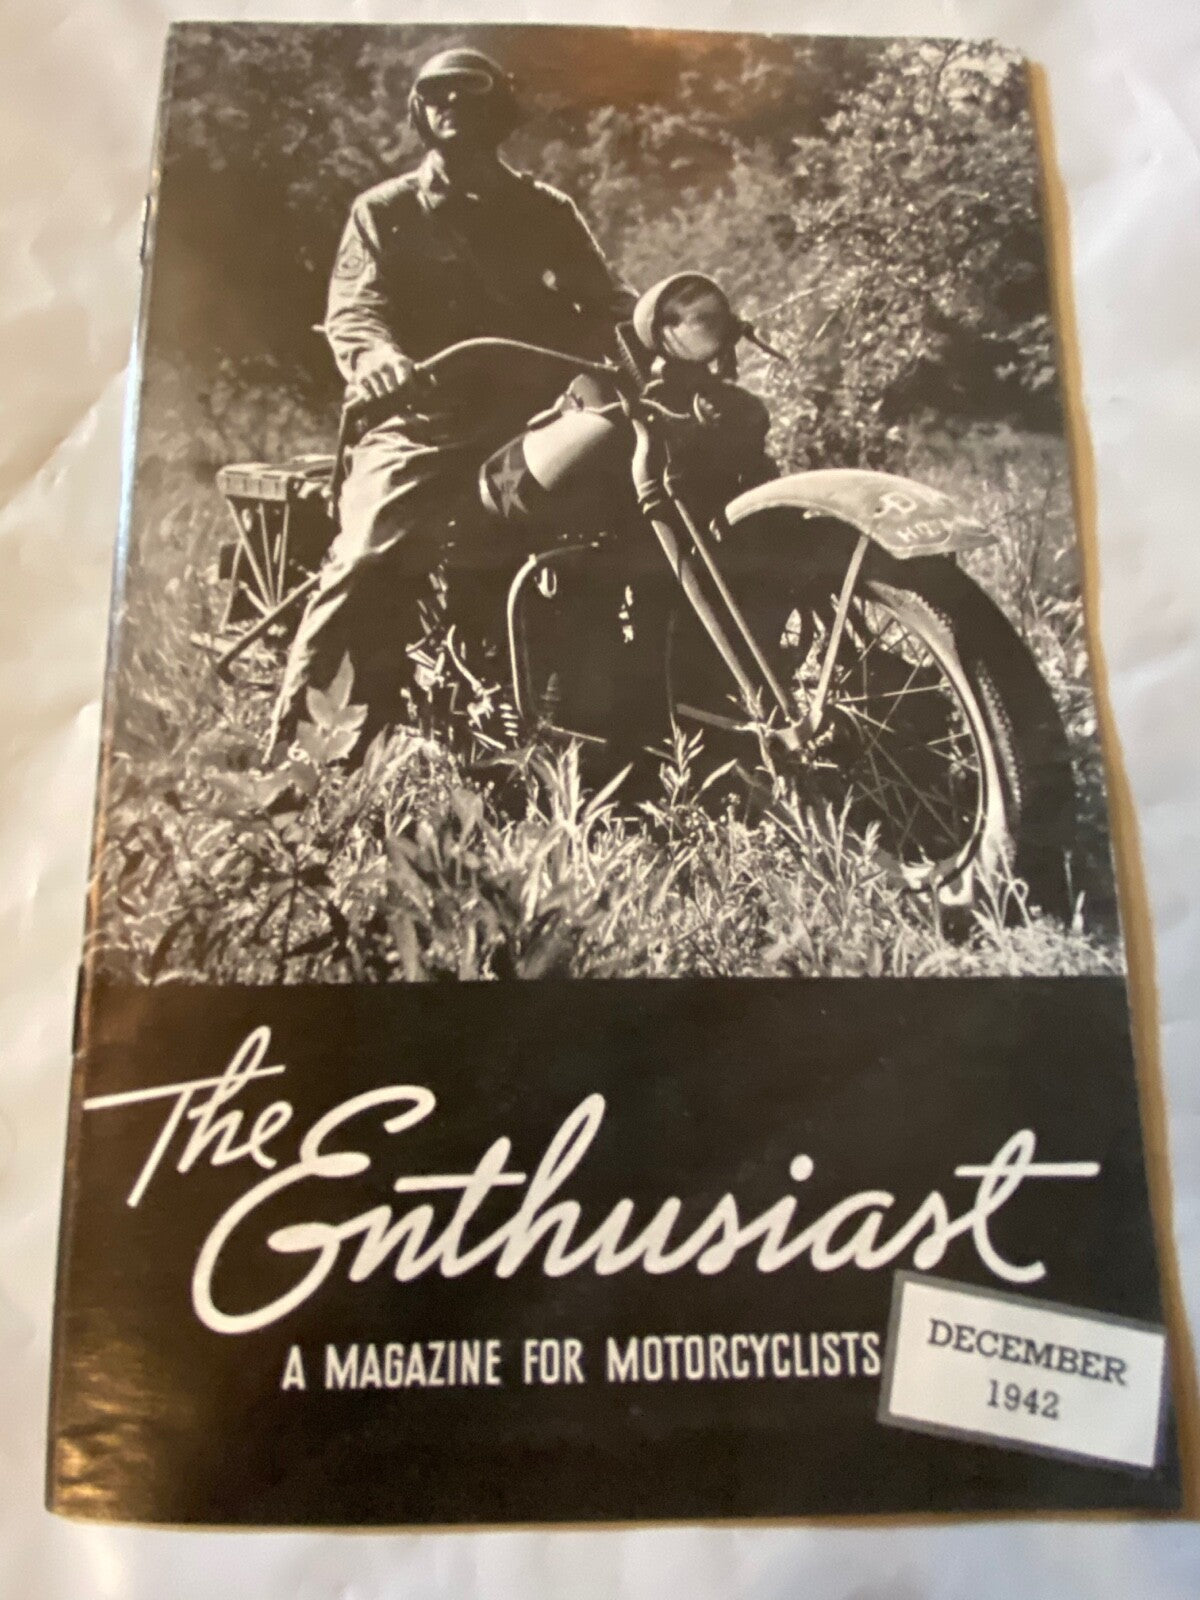 The
Enthusiast
A MAGAZINE FOR MOTORCYCLISTS
DECEMBER
1942